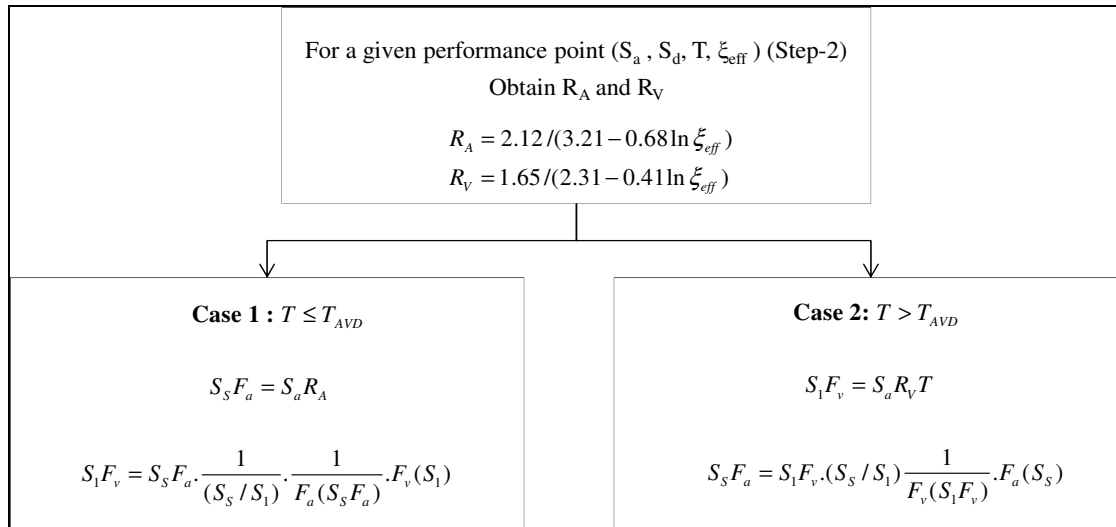 For a given performance point (Sₐ , S_d, T, ξ_eff ) (Step-2)
Obtain R_A and R_V
R_A = 2.12 /(3.21 − 0.68 ln ξ_eff )
R_V = 1.65 /(2.31 − 0.41 ln ξ_eff )
Case 1 : T ≤ T_AVD
S_S F_a = S_a R_A
S_1 F_v = S_S F_a . 1/(S_S / S_1) . 1/F_a(S_S F_a) . F_v(S_1)
Case 2: T > T_AVD
S_1 F_v = S_a R_V T
S_S F_a = S_1 F_v .(S_S / S_1) 1/F_v(S_1 F_v) . F_a(S_S)